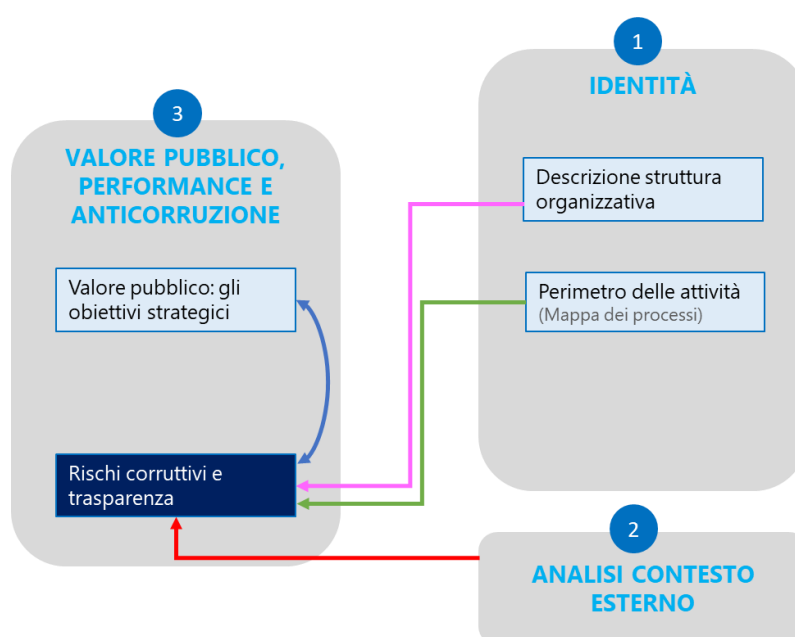 1
IDENTITÀ
Descrizione struttura
organizzativa
Perimetro delle attività
(Mappa dei processi)
2
ANALISI CONTESTO
ESTERNO
3
VALORE PUBBLICO,
PERFORMANCE E
ANTICORRUZIONE
Valore pubblico: gli
obiettivi strategici
Rischi corruttivi e
trasparenza